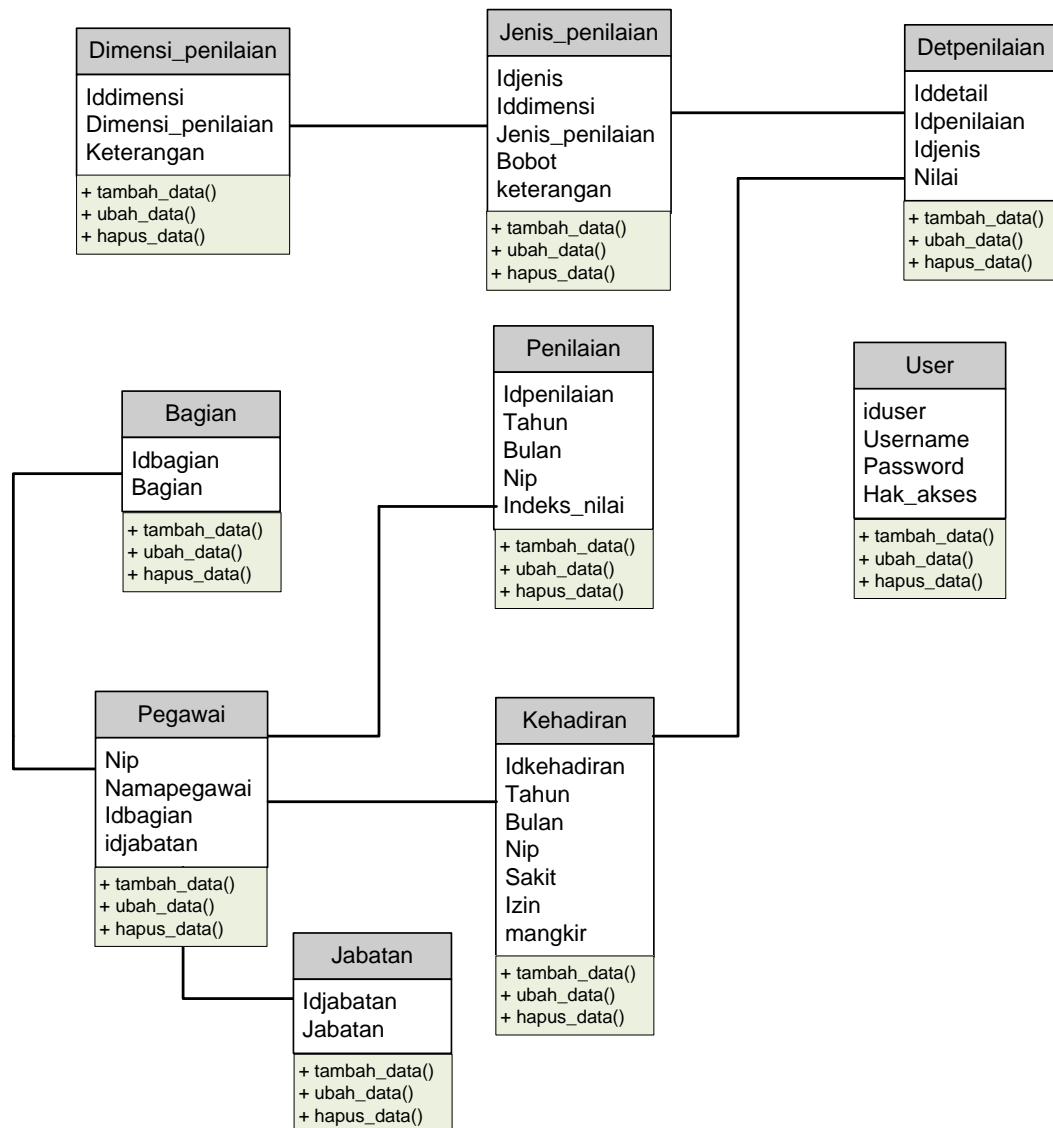 Dimensi_penilaian
Iddimensi
Dimensi_penilaian
Keterangan
+ tambah_data()
+ ubah_data()
+ hapus_data()
Jenis_penilaian
Idjenis
Iddimensi
Jenis_penilaian
Bobot
keterangan
+ tambah_data()
+ ubah_data()
+ hapus_data()
Detpenilaian
Iddetail
Idpenilaian
Idjenis
Nilai
+ tambah_data()
+ ubah_data()
+ hapus_data()
Bagian
Idbagian
Bagian
+ tambah_data()
+ ubah_data()
+ hapus_data()
Penilaian
Idpenilaian
Tahun
Bulan
Nip
Indeks_nilai
+ tambah_data()
+ ubah_data()
+ hapus_data()
User
iduser
Username
Password
Hak_akses
+ tambah_data()
+ ubah_data()
+ hapus_data()
Pegawai
Nip
Namapegawai
Idbagian
idjabatan
+ tambah_data()
+ ubah_data()
+ hapus_data()
Kehadiran
Idkehadiran
Tahun
Bulan
Nip
Sakit
Izin
mangkir
+ tambah_data()
+ ubah_data()
+ hapus_data()
Jabatan
Idjabatan
Jabatan
+ tambah_data()
+ ubah_data()
+ hapus_data()